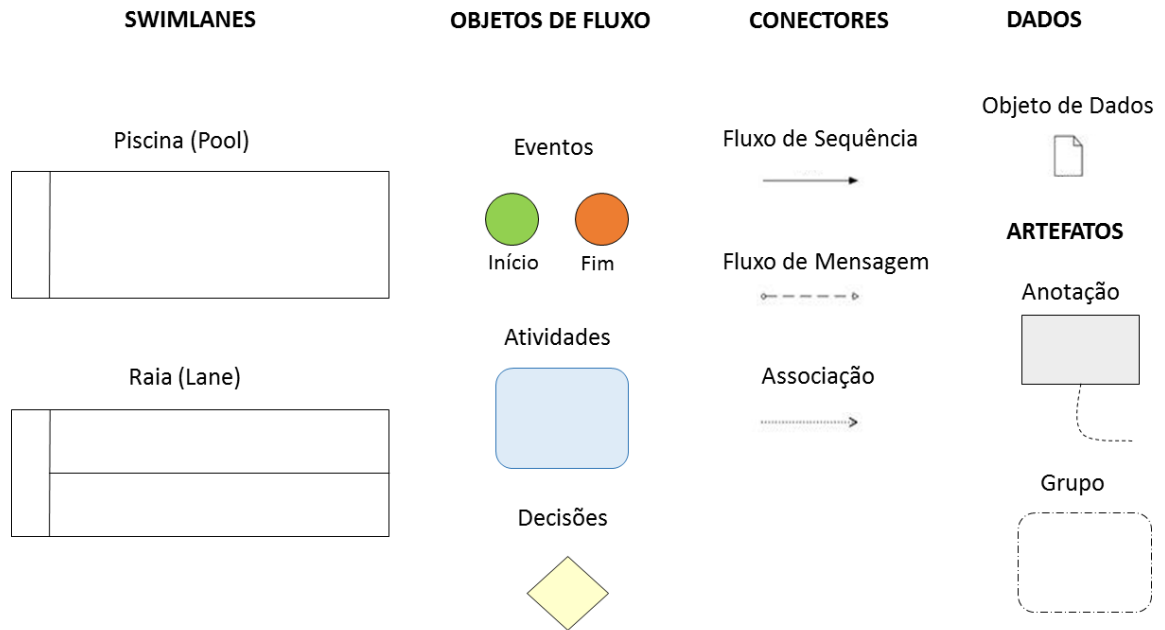 SWIMLANES
Piscina (Pool)
Raia (Lane)
OBJETOS DE FLUXO
Eventos
Início
Fim
Atividades
Decisões
CONECTORES
Fluxo de Sequência
Fluxo de Mensagem
Associação
DADOS
Objeto de Dados
ARTEFATOS
Anotação
Grupo